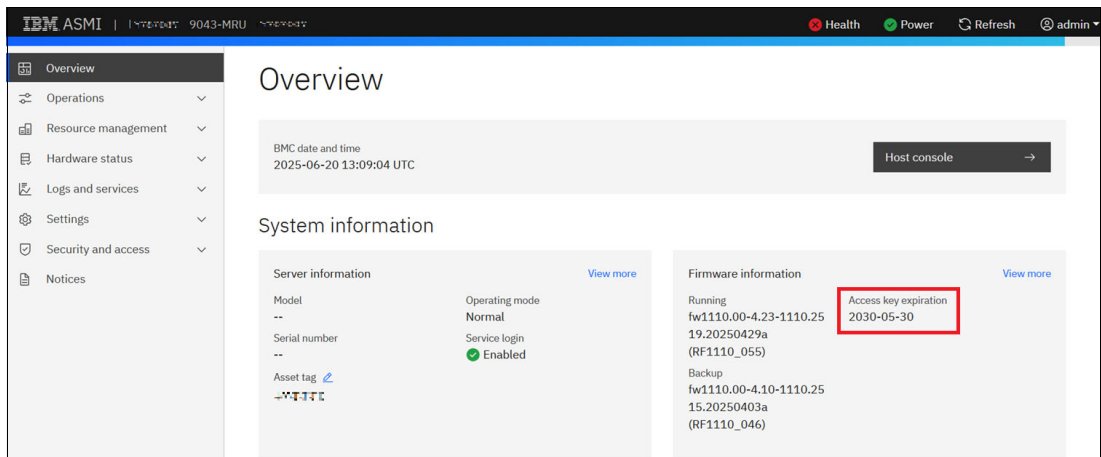 IBM ASMI | 9043-MRU Health Power Refresh admin
Overview
Operations
Resource management
Hardware status
Logs and services
Settings
Security and access
Notices
Overview
BMC date and time
2025-06-20 13:09:04 UTC
Host console
System information
Server information View more
Model
--
Serial number
--
Asset tag
Operating mode
Normal
Service login
Enabled
Firmware information View more
Running
fw1110.00-4.23-1110.25
19.20250429a
(RF1110_055)
Backup
fw1110.00-4.10-1110.25
15.20250403a
(RF1110_046)
Access key expiration
2030-05-30